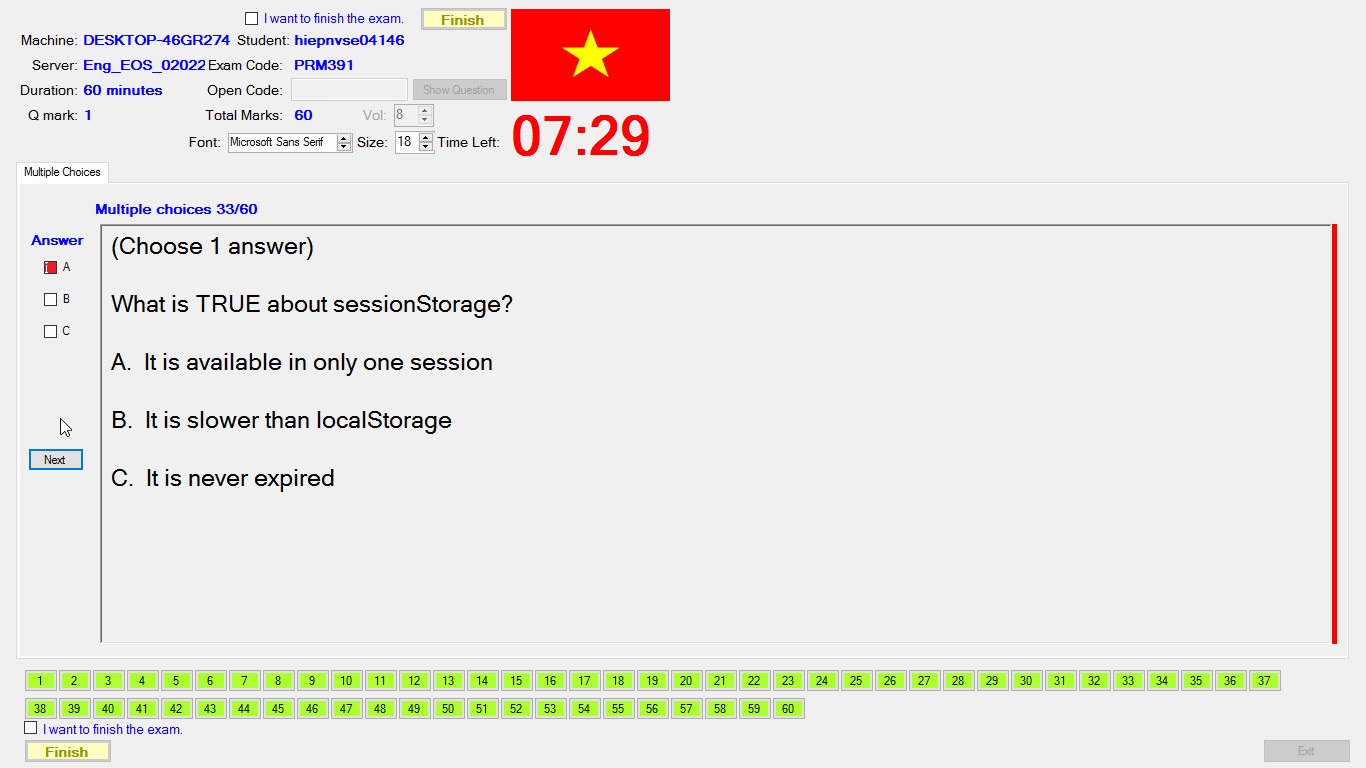 I want to finish the exam. Finish
Machine: DESKTOP-46GR274 Student: hiepnvse04146
Server: Eng_EOS_02022 Exam Code: PRM391
Duration: 60 minutes Open Code: Show Question
Q mark: 1 Total Marks: 60 Vol: 8
Font: Microsoft Sans Serif Size: 18 Time Left: 07:29
Multiple Choices
Multiple choices 33/60
Answer
(Choose 1 answer)
A
B
What is TRUE about sessionStorage?
C
A. It is available in only one session
B. It is slower than localStorage
Next
C. It is never expired
1 2 3 4 5 6 7 8 9 10 11 12 13 14 15 16 17 18 19 20 21 22 23 24 25 26 27 28 29 30 31 32 33 34 35 36 37
38 39 40 41 42 43 44 45 46 47 48 49 50 51 52 53 54 55 56 57 58 59 60
I want to finish the exam.
Finish Exit